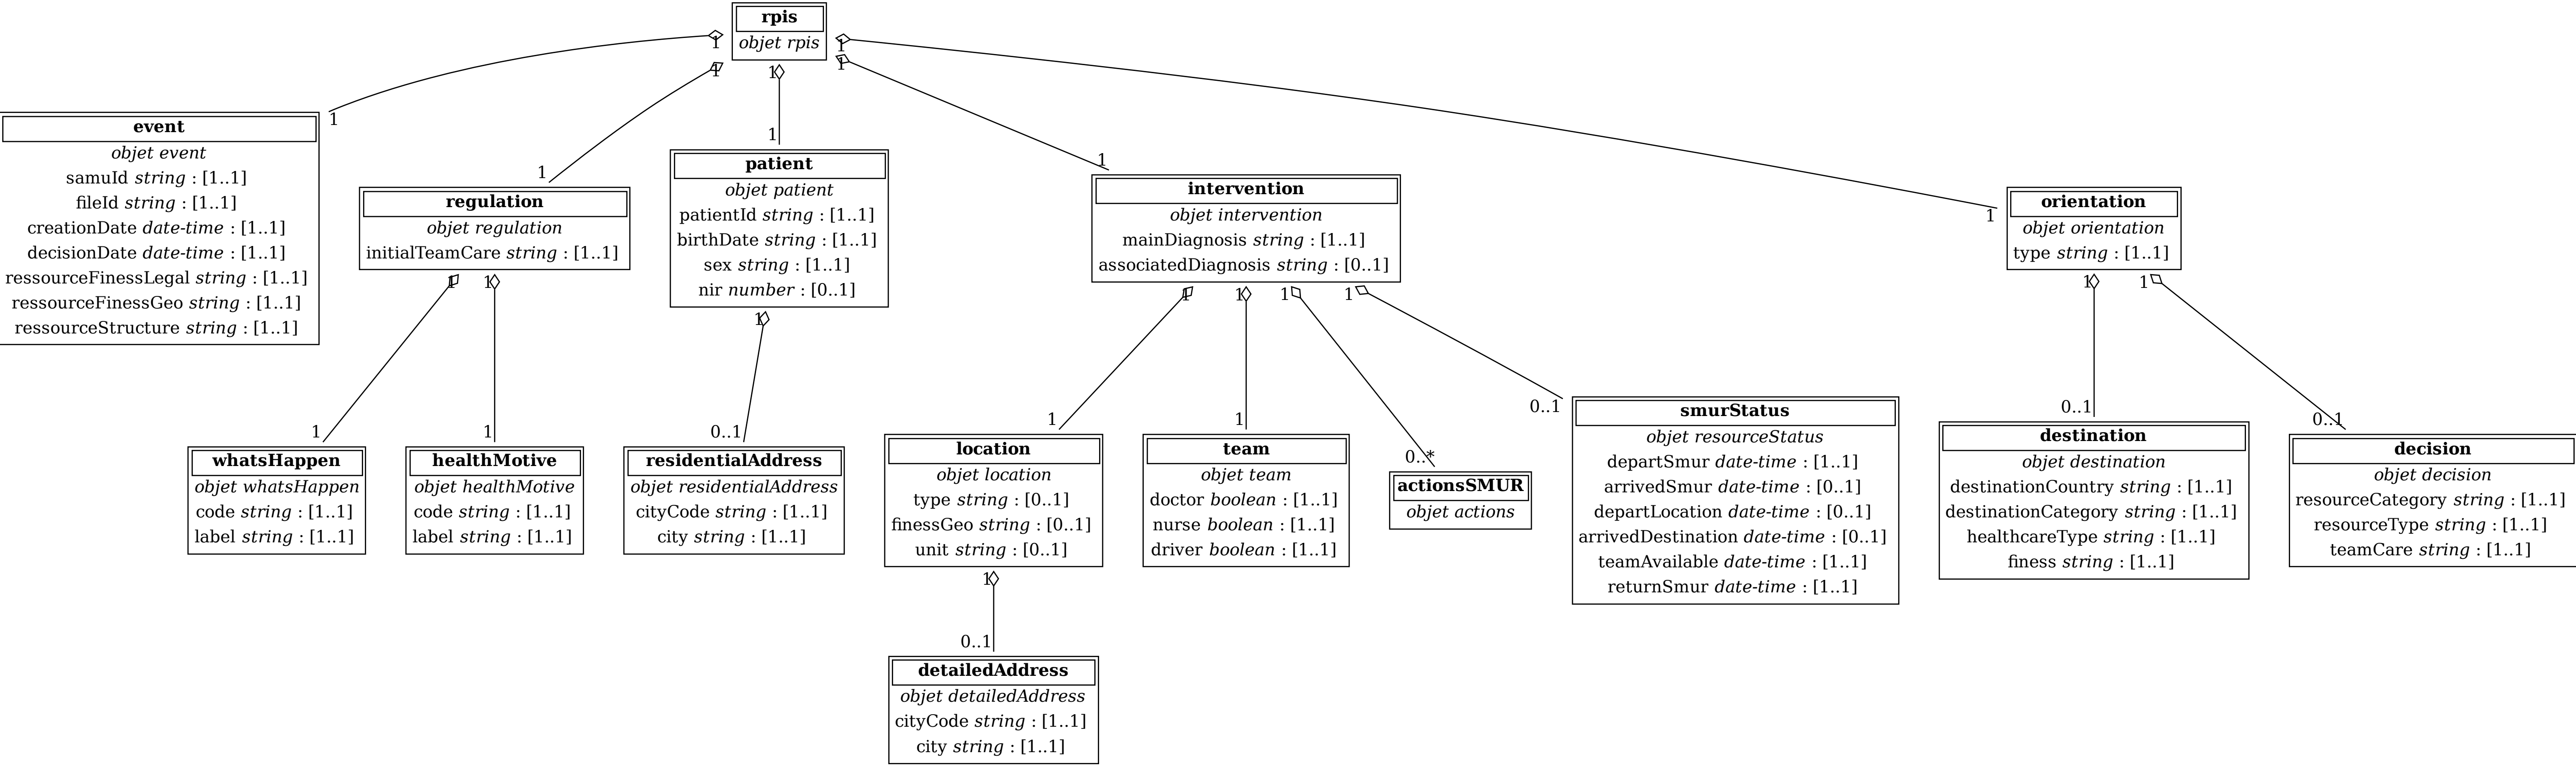 rpis
objet rpis
1
1
1
1
1
1
1
1
1
1
event
objet event
samuId string : [1..1]
fileId string : [1..1]
creationDate date-time : [1..1]
decisionDate date-time : [1..1]
ressourceFinessLegal string : [1..1]
ressourceFinessGeo string : [1..1]
ressourceStructure string : [1..1]
regulation
objet regulation
initialTeamCare string : [1..1]
1
1
patient
objet patient
patientId string : [1..1]
birthDate string : [1..1]
sex string : [1..1]
nir number : [0..1]
1
intervention
objet intervention
mainDiagnosis string : [1..1]
associatedDiagnosis string : [0..1]
1
1
1
1
orientation
objet orientation
type string : [1..1]
1
1
1
whatsHappen
objet whatsHappen
code string : [1..1]
label string : [1..1]
1
healthMotive
objet healthMotive
code string : [1..1]
label string : [1..1]
0..1
residentialAddress
objet residentialAddress
cityCode string : [1..1]
city string : [1..1]
1
location
objet location
type string : [0..1]
finessGeo string : [0..1]
unit string : [0..1]
1
1
team
objet team
doctor boolean : [1..1]
nurse boolean : [1..1]
driver boolean : [1..1]
0..*
actionsSMUR
objet actions
0..1
smurStatus
objet resourceStatus
departSmur date-time : [1..1]
arrivedSmur date-time : [0..1]
departLocation date-time : [0..1]
arrivedDestination date-time : [0..1]
teamAvailable date-time : [1..1]
returnSmur date-time : [1..1]
0..1
destination
objet destination
destinationCountry string : [1..1]
destinationCategory string : [1..1]
healthcareType string : [1..1]
finess string : [1..1]
0..1
decision
objet decision
resourceCategory string : [1..1]
resourceType string : [1..1]
teamCare string : [1..1]
0..1
detailedAddress
objet detailedAddress
cityCode string : [1..1]
city string : [1..1]